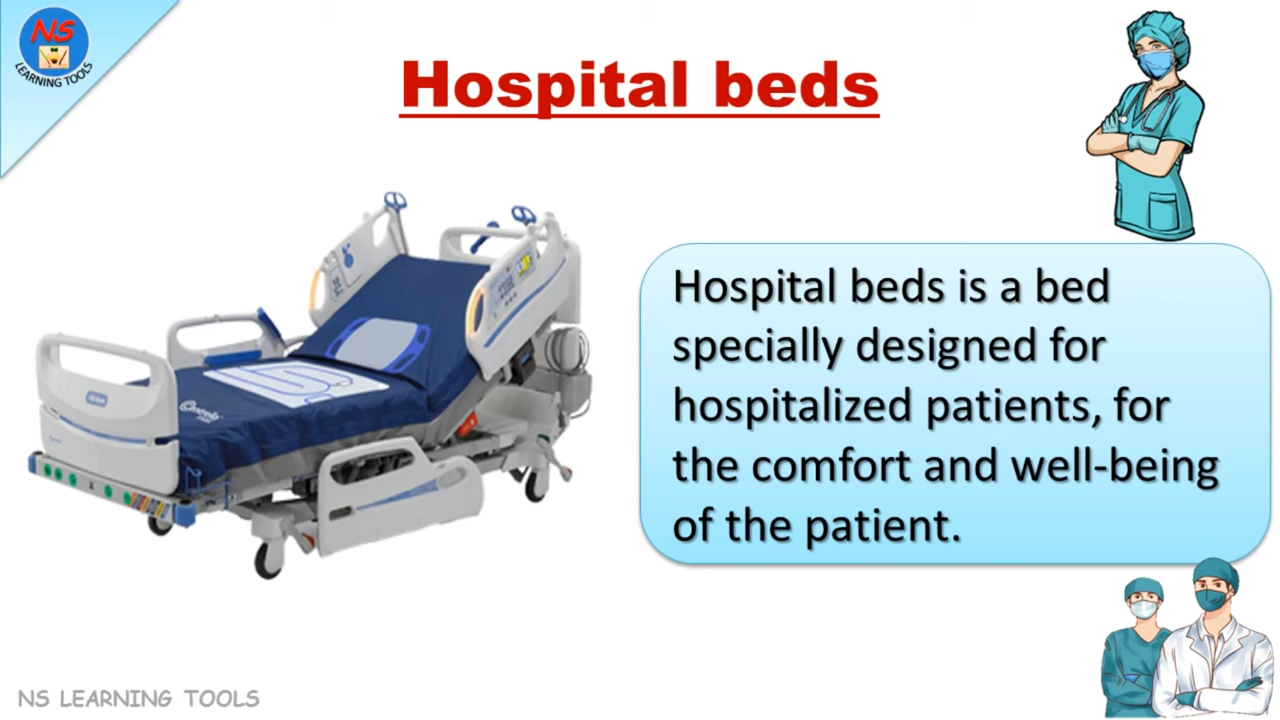 NS
LEARNING TOOLS
Hospital beds
Hospital beds is a bed
specially designed for
hospitalized patients, for
the comfort and well-being
of the patient.
NS LEARNING TOOLS